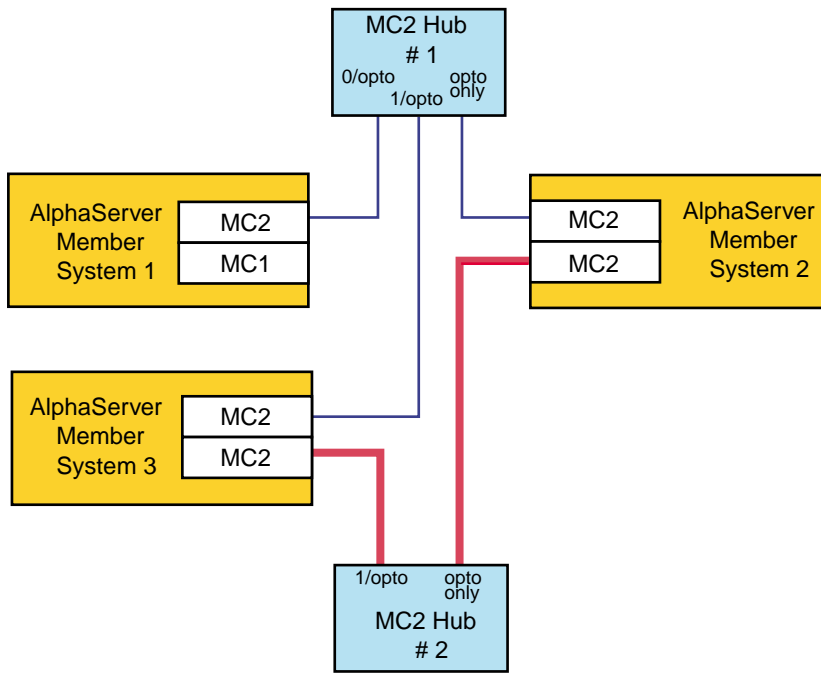 MC2 Hub
# 1
0/opto
1/opto
opto
only
AlphaServer
Member
System 1
MC2
MC1
MC2
MC2
AlphaServer
Member
System 2
AlphaServer
Member
System 3
MC2
MC2
1/opto
opto
only
MC2 Hub
# 2